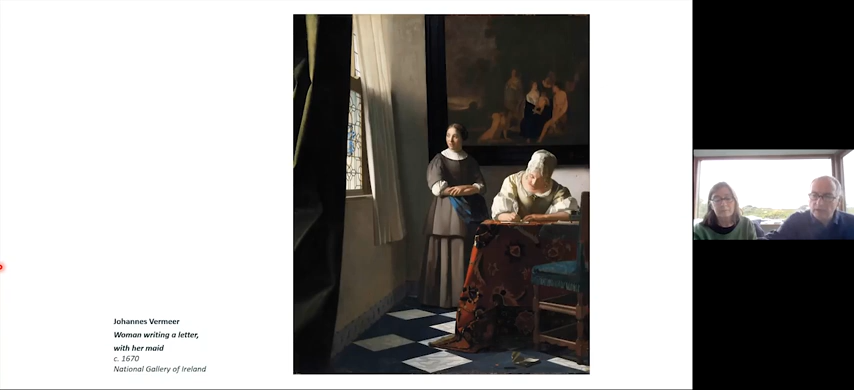 Johannes Vermeer
Woman writing a letter,
with her maid
c. 1670
National Gallery of Ireland